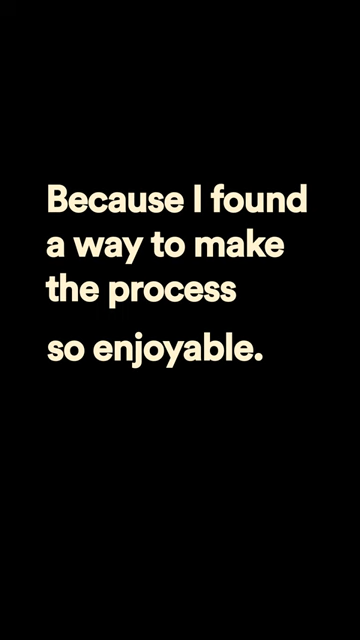 Because I found
a way to make
the process
so enjoyable.